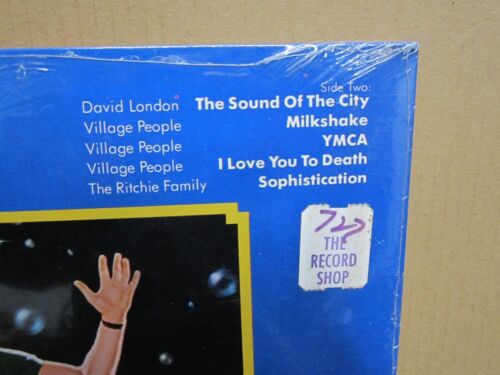 Side Two:
David London The Sound Of The City
Village People Milkshake
Village People YMCA
Village People I Love You To Death
The Ritchie Family Sophistication
THE
RECORD
SHOP